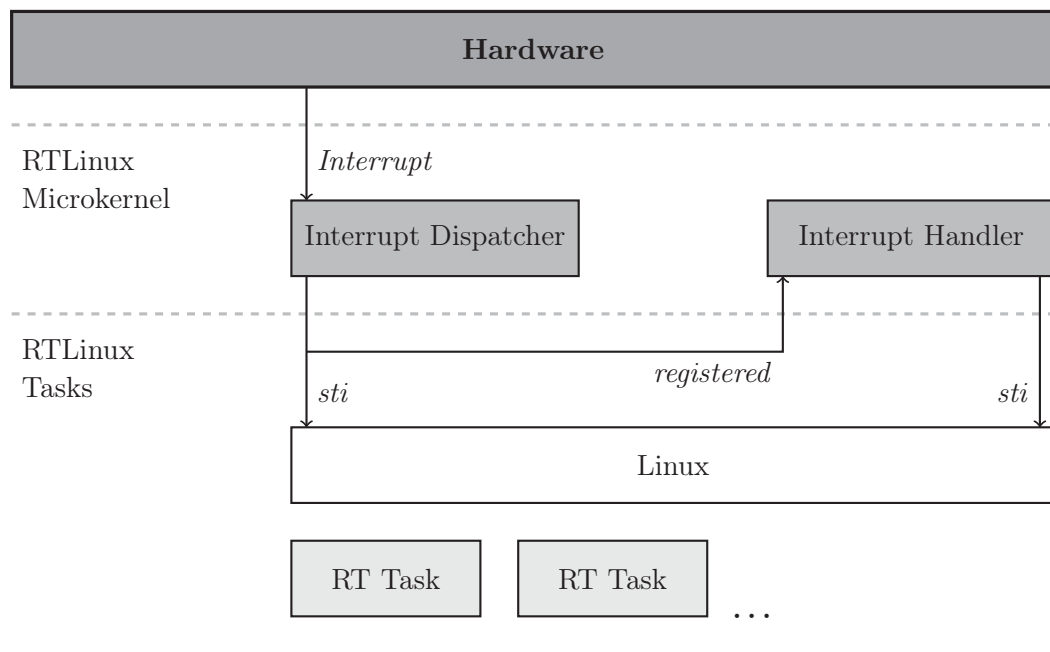 Hardware
RTLinux
Microkernel
Interrupt
Interrupt Dispatcher
Interrupt Handler
RTLinux
Tasks
registered
sti
sti
Linux
RT Task
RT Task
...